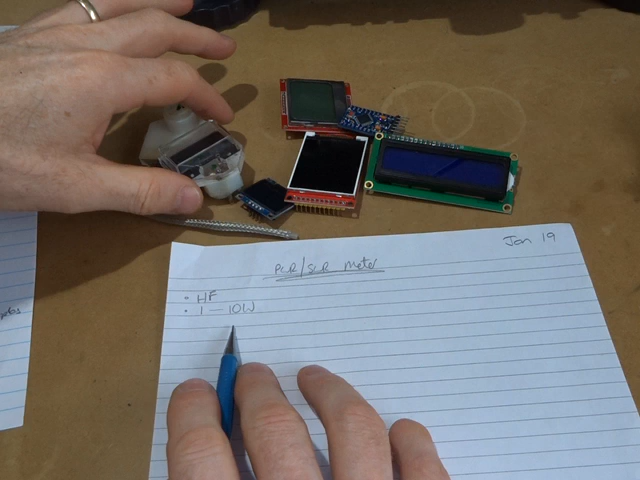 Jan 19
PWR/SWR meter
• HF
• 1 — 10W